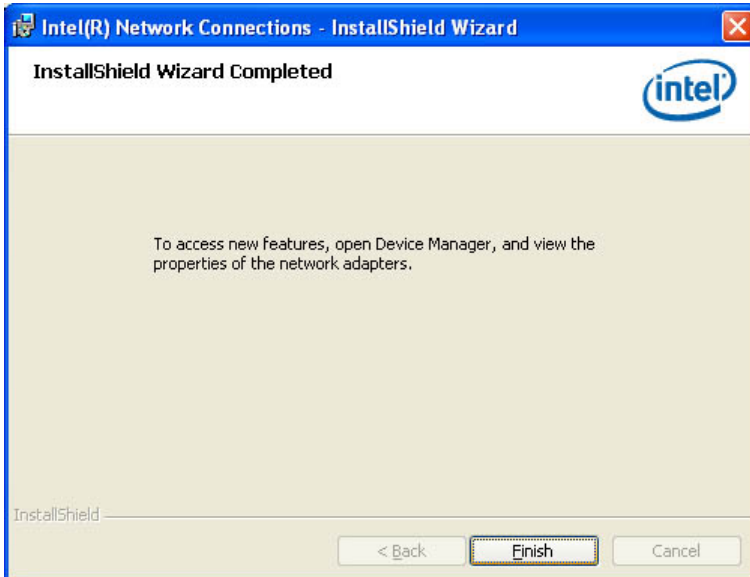 Intel(R) Network Connections - InstallShield Wizard
InstallShield Wizard Completed
intel
To access new features, open Device Manager, and view the
properties of the network adapters.
InstallShield
< Back
Finish
Cancel